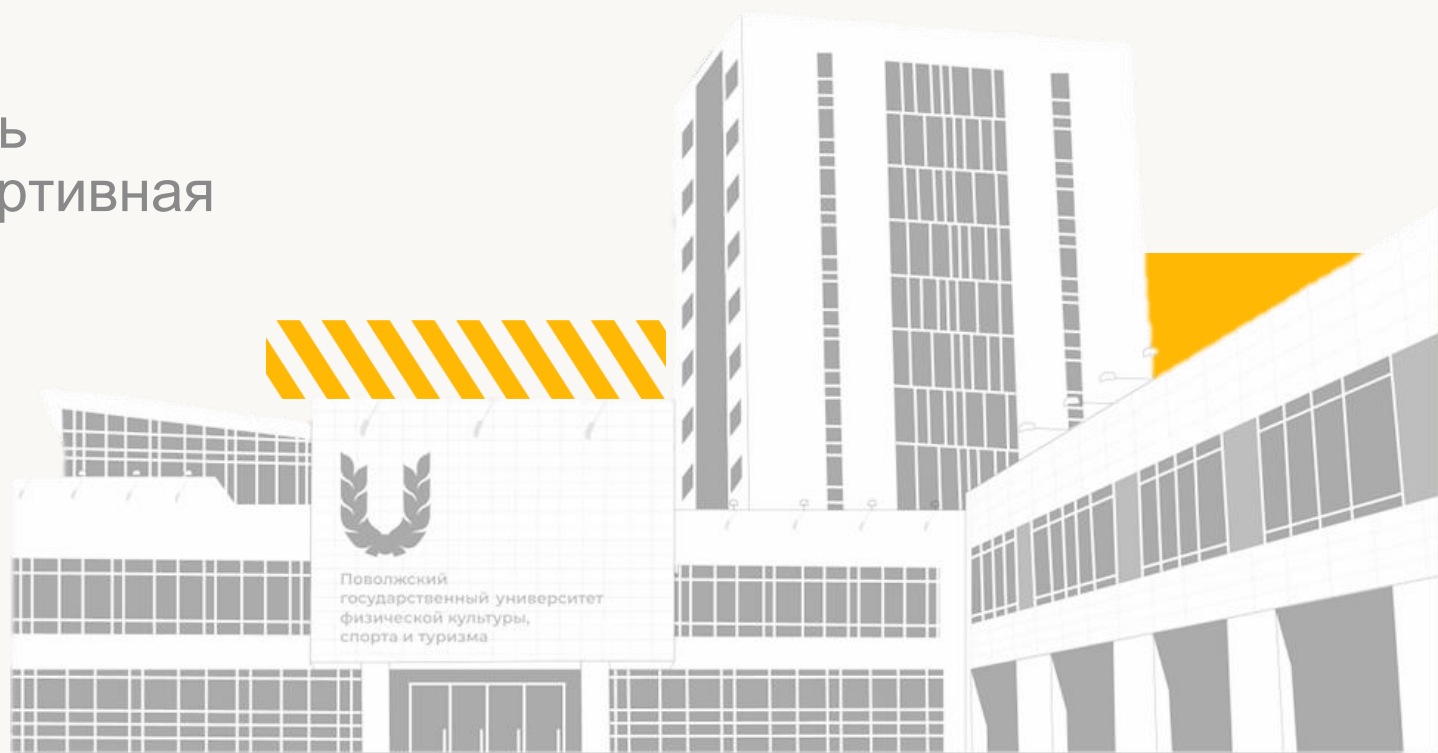 ь
ртивная
Поволжский
государственный университет
физической культуры,
спорта и туризма